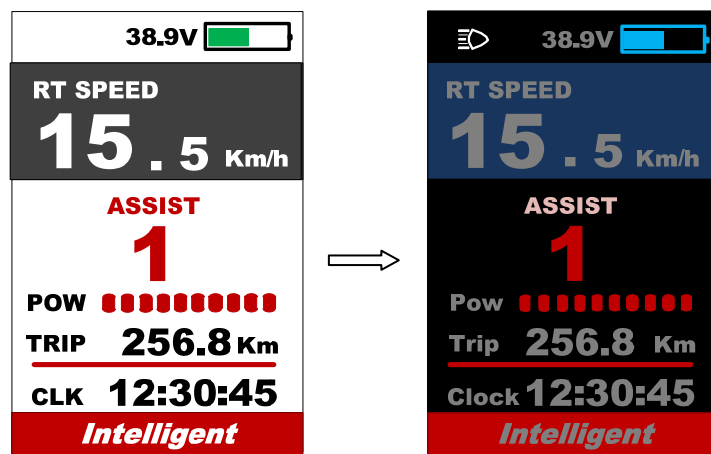 38.9V
RT SPEED
15.5 Km/h
ASSIST
1
POW
TRIP 256.8 Km
CLK 12:30:45
Intelligent
38.9V
RT SPEED
15.5 Km/h
ASSIST
1
Pow
Trip 256.8 Km
Clock 12:30:45
Intelligent